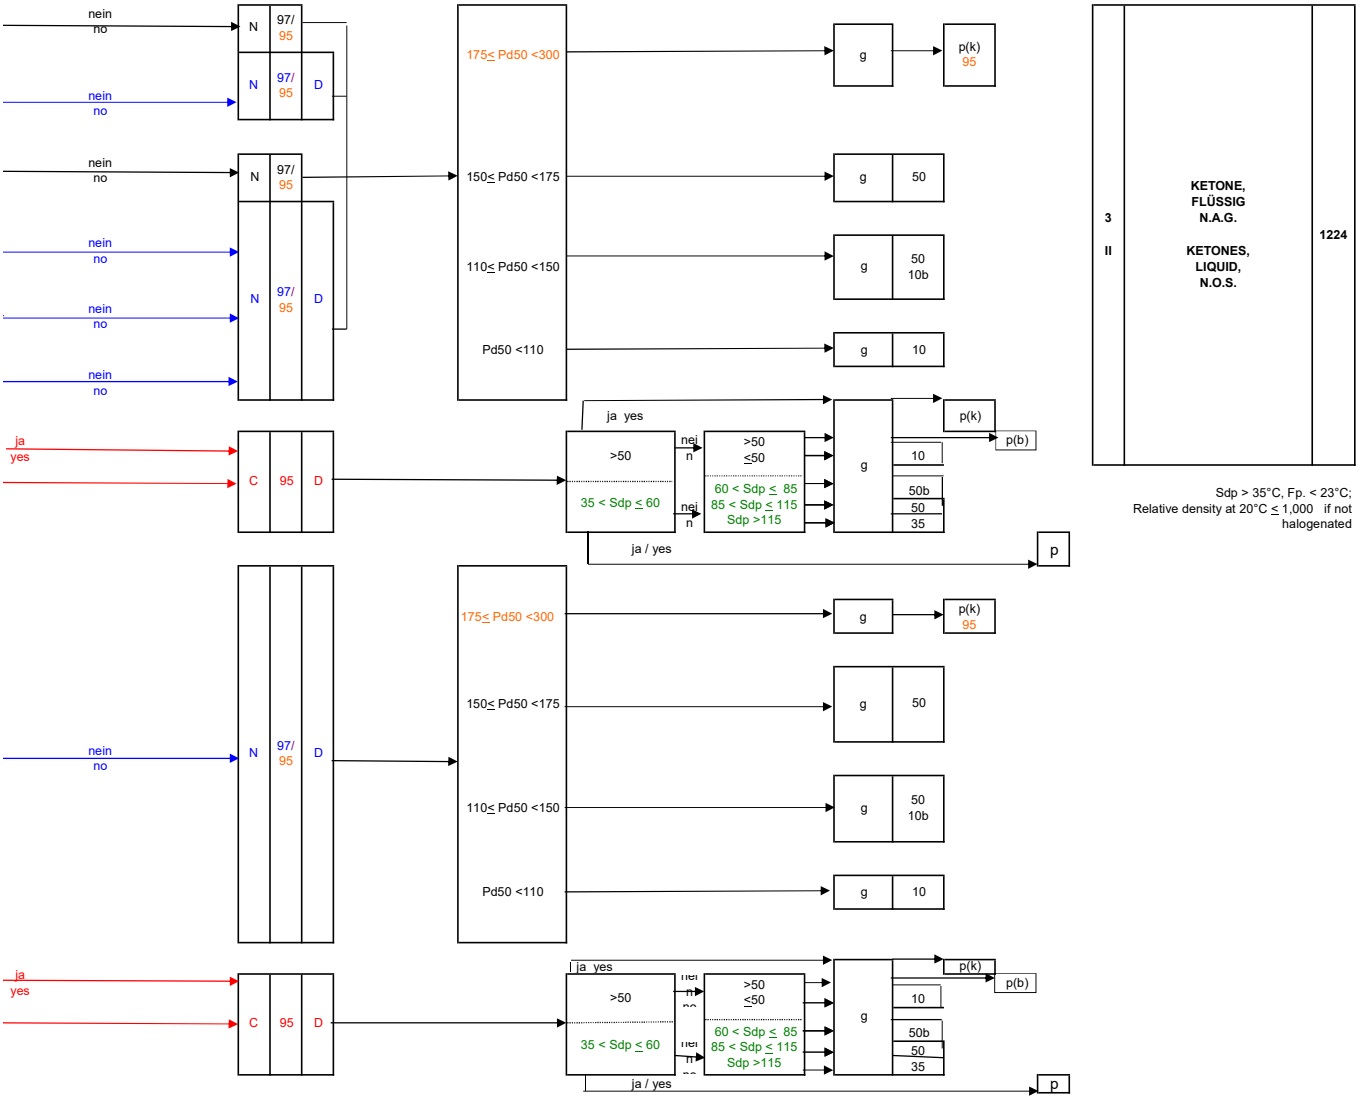 nein
no
N
97/
95
nein
no
N
97/
95
D
175≤ Pd50 <300
g
p(k)
95
nein
no
N
97/
95
150≤ Pd50 <175
g
50
nein
no
110≤ Pd50 <150
g
50
10b
nein
no
N
97/
95
D
Pd50 <110
g
10
nein
no
3
II
KETONE,
FLÜSSIG
N.A.G.
KETONES,
LIQUID,
N.O.S.
1224
Sdp > 35°C, Fp. < 23°C;
Relative density at 20°C ≤ 1,000 if not
halogenated
ja
yes
C
95
D
ja yes
>50
35 < Sdp ≤ 60
nei
n
nei
n
>50
≤50
60 < Sdp ≤ 85
85 < Sdp ≤ 115
Sdp >115
g
p(k)
p(b)
10
50b
50
35
ja / yes
p
nein
no
N
97/
95
D
175≤ Pd50 <300
g
p(k)
95
150≤ Pd50 <175
g
50
110≤ Pd50 <150
g
50
10b
Pd50 <110
g
10
ja
yes
C
95
D
ja yes
>50
35 < Sdp ≤ 60
nei
n
no
nei
n
no
>50
≤50
60 < Sdp ≤ 85
85 < Sdp ≤ 115
Sdp >115
g
p(k)
p(b)
10
50b
50
35
ja / yes
p